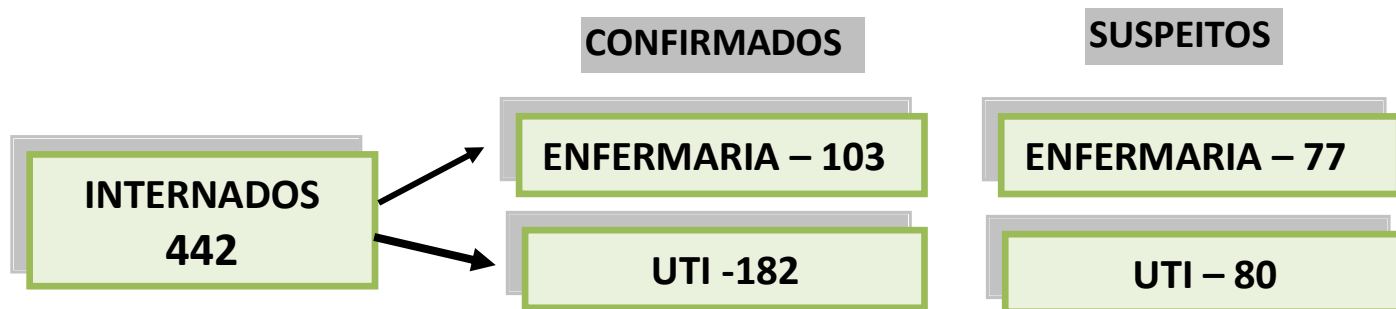 CONFIRMADOS
SUSPEITOS
INTERNADOS
442
ENFERMARIA – 103
ENFERMARIA – 77
UTI -182
UTI – 80